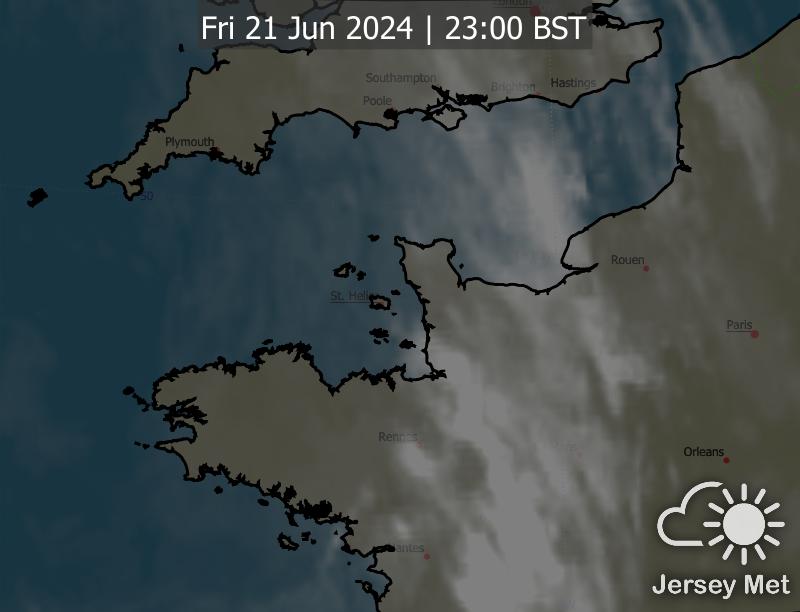 London
Fri 21 Jun 2024 | 23:00 BST
Southampton
Brighton
Hastings
Poole
Plymouth
50
Rouen
St. Helier
Paris
Rennes
Orleans
Nantes
Jersey Met